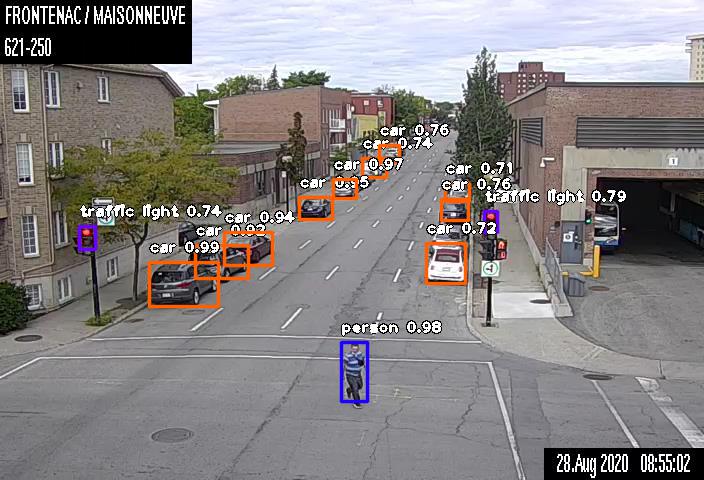 FRONTENAC / MAISONNEUVE
621-250
car 0.76
car 0.74
car 0.97
car 0.95
car 0.71
car 0.76
traffic light 0.74
traffic light 0.79
car 0.94
car 0.92
car 0.72
car 0.99
person 0.98
28.Aug 2020 08:55:02